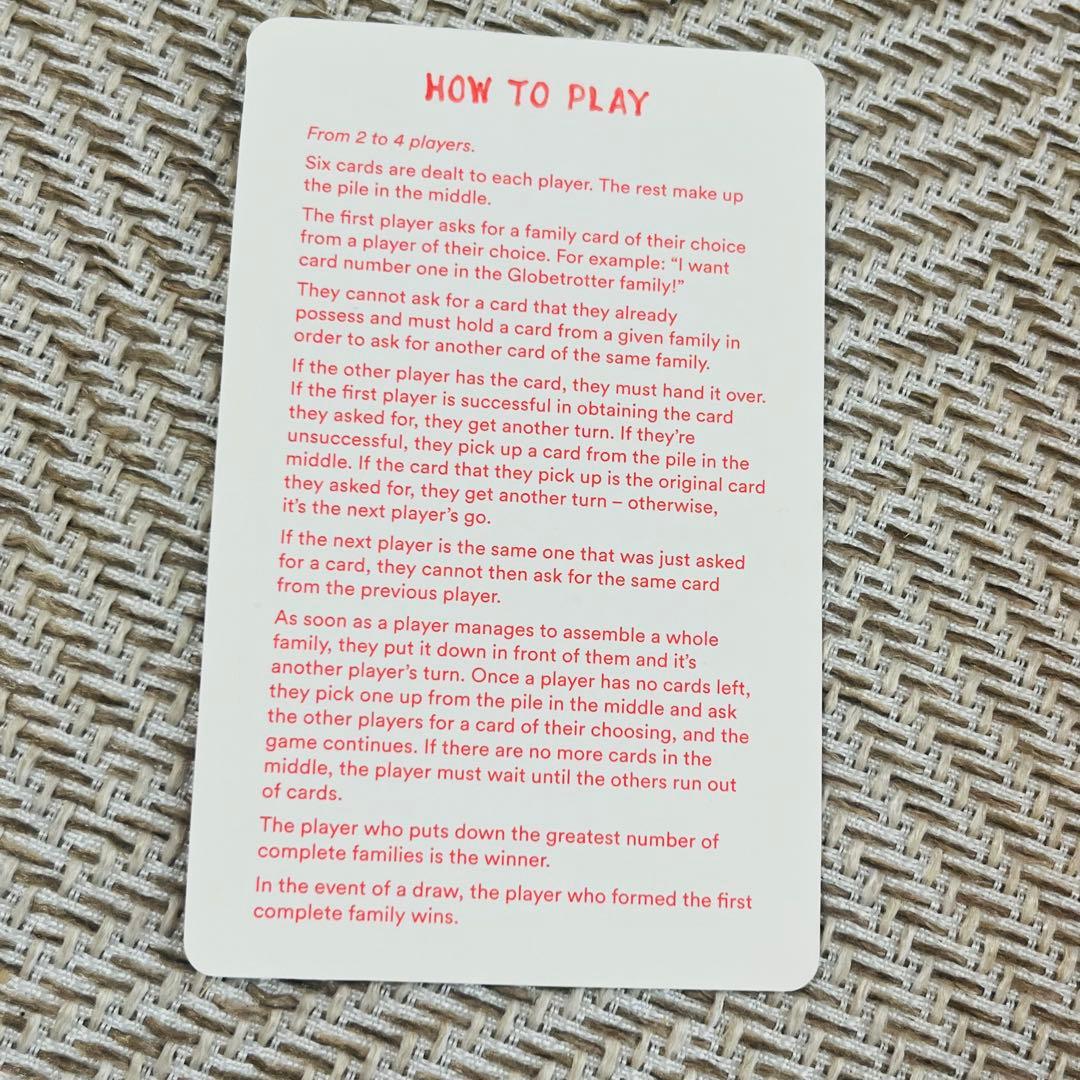 HOW TO PLAY
From 2 to 4 players.
Six cards are dealt to each player. The rest make up
the pile in the middle.
The first player asks for a family card of their choice
from a player of their choice. For example: “I want
card number one in the Globetrotter family!”
They cannot ask for a card that they already
possess and must hold a card from a given family in
order to ask for another card of the same family.
If the other player has the card, they must hand it over.
If the first player is successful in obtaining the card
they asked for, they get another turn. If they’re
unsuccessful, they pick up a card from the pile in the
middle. If the card that they pick up is the original card
they asked for, they get another turn – otherwise,
it’s the next player’s go.
If the next player is the same one that was just asked
for a card, they cannot then ask for the same card
from the previous player.
As soon as a player manages to assemble a whole
family, they put it down in front of them and it’s
another player’s turn. Once a player has no cards left,
they pick one up from the pile in the middle and ask
the other players for a card of their choosing, and the
game continues. If there are no more cards in the
middle, the player must wait until the others run out
of cards.
The player who puts down the greatest number of
complete families is the winner.
In the event of a draw, the player who formed the first
complete family wins.